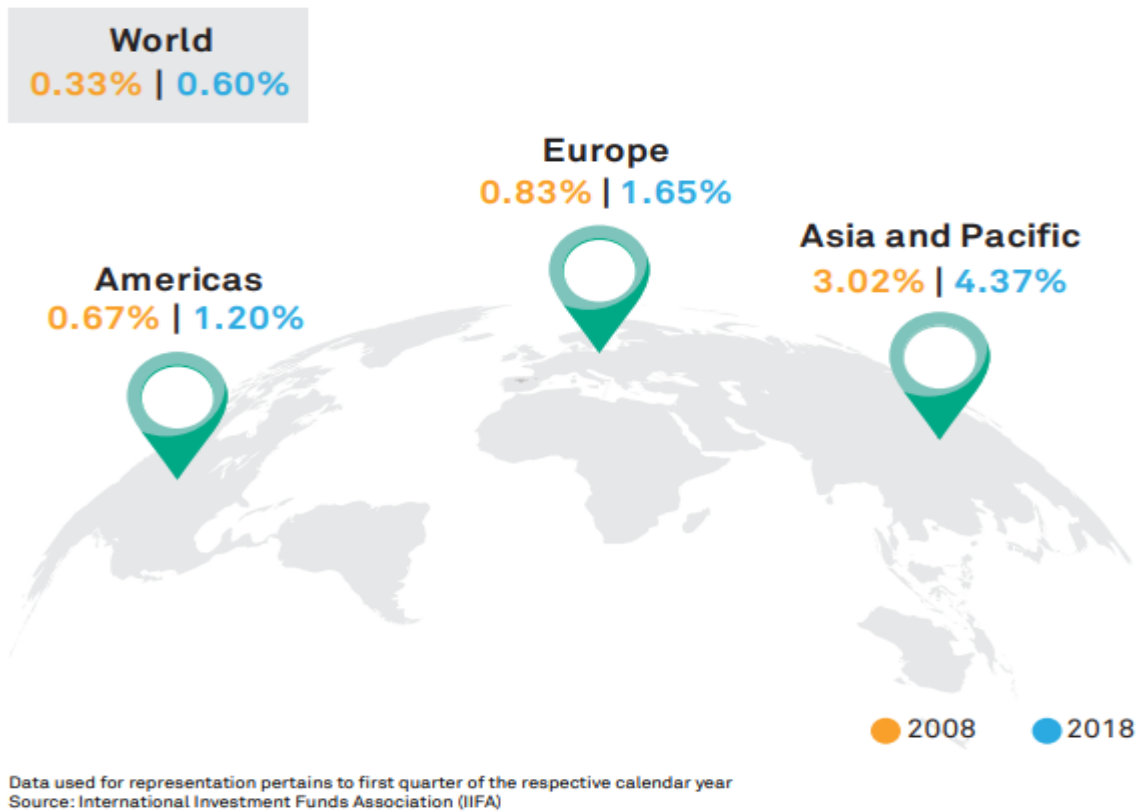 World
0.33% | 0.60%
Europe
0.83% | 1.65%
Asia and Pacific
3.02% | 4.37%
Americas
0.67% | 1.20%
2008
2018
Data used for representation pertains to first quarter of the respective calendar year
Source: International Investment Funds Association (IIFA)